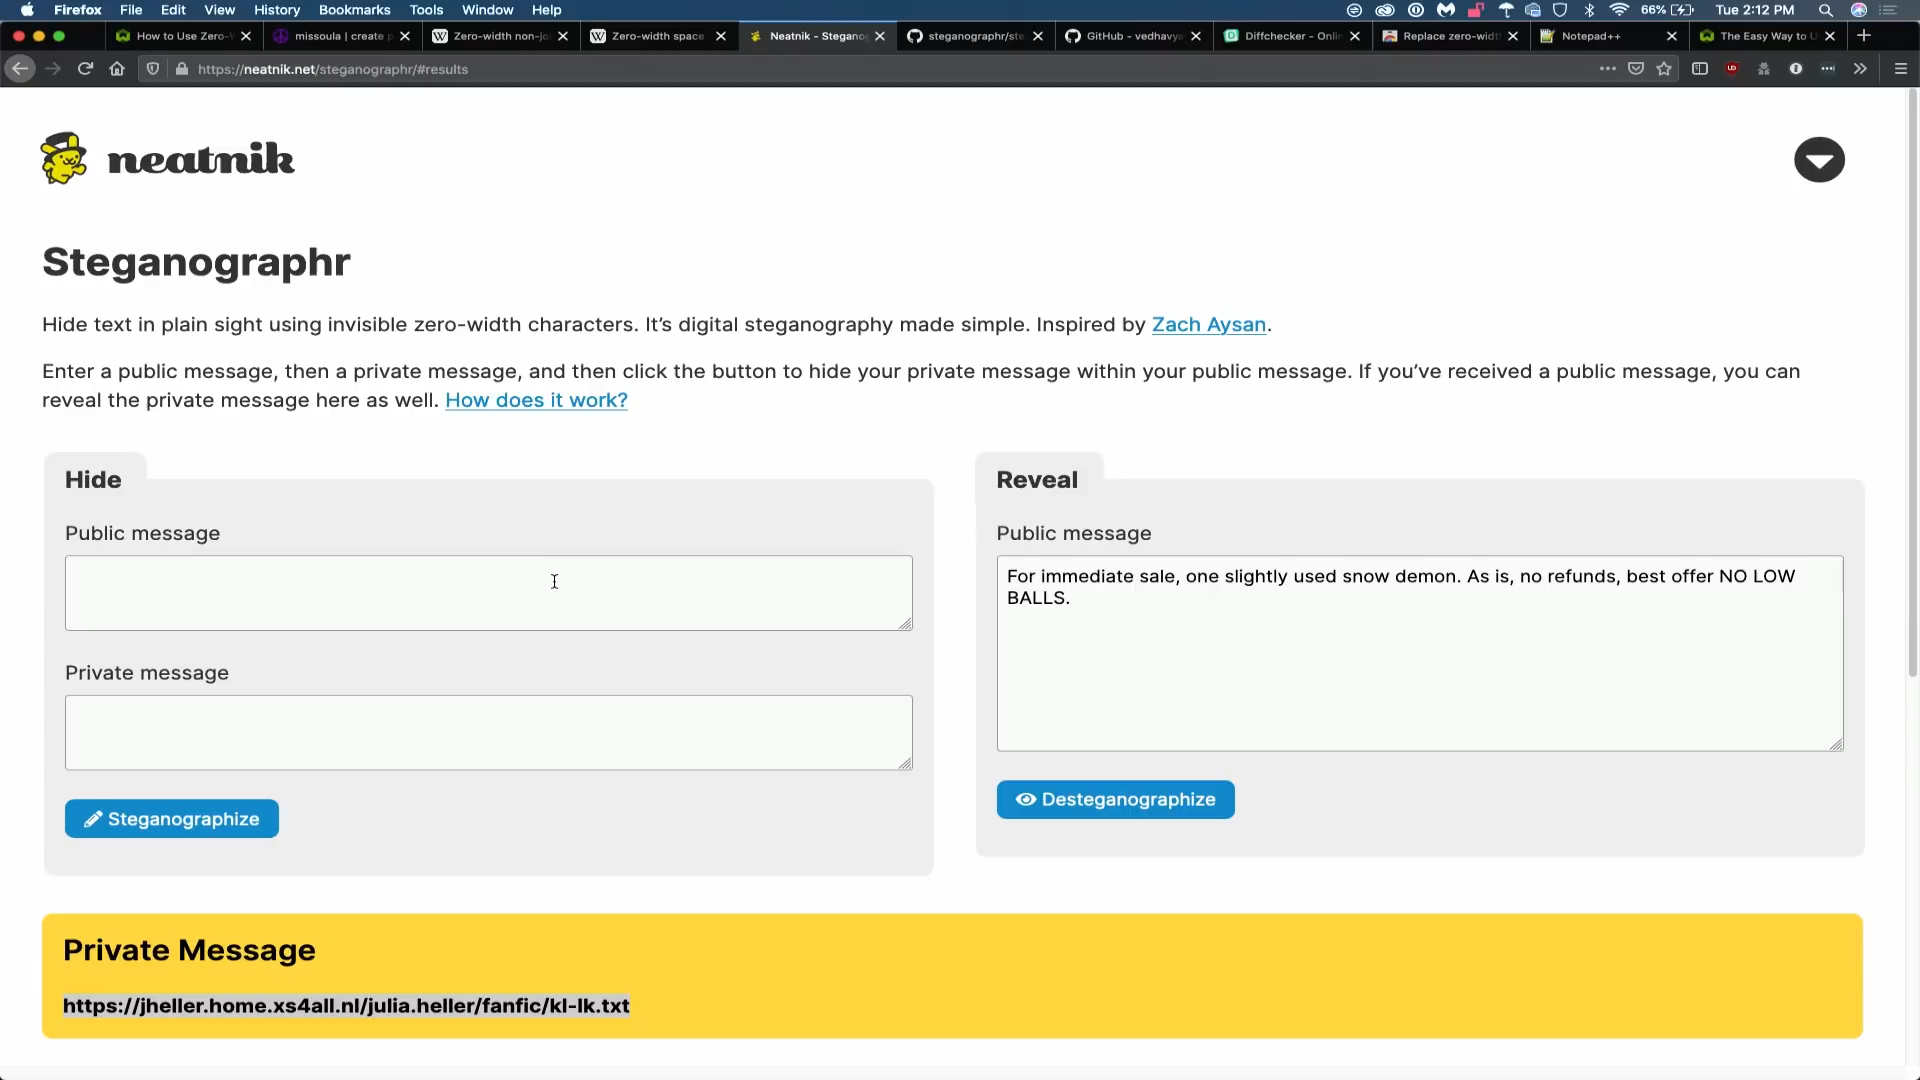 Firefox File Edit View History Bookmarks Tools Window Help 66% Tue 2:12 PM
How to Use Zero-W missoula | create p Zero-width non-jo Zero-width space Neatnik - Steganog steganographr/ste GitHub - vedhavya Diffchecker - Onlin Replace zero-widt Notepad++ The Easy Way to U
https://neatnik.net/steganographr/#results
neatnik
Steganographr
Hide text in plain sight using invisible zero-width characters. It’s digital steganography made simple. Inspired by Zach Aysan.
Enter a public message, then a private message, and then click the button to hide your private message within your public message. If you’ve received a public message, you can
reveal the private message here as well. How does it work?
Hide
Public message
Private message
Steganographize
Reveal
Public message
For immediate sale, one slightly used snow demon. As is, no refunds, best offer NO LOW
BALLS.
Desteganographize
Private Message
https://jheller.home.xs4all.nl/julia.heller/fanfic/kl-lk.txt